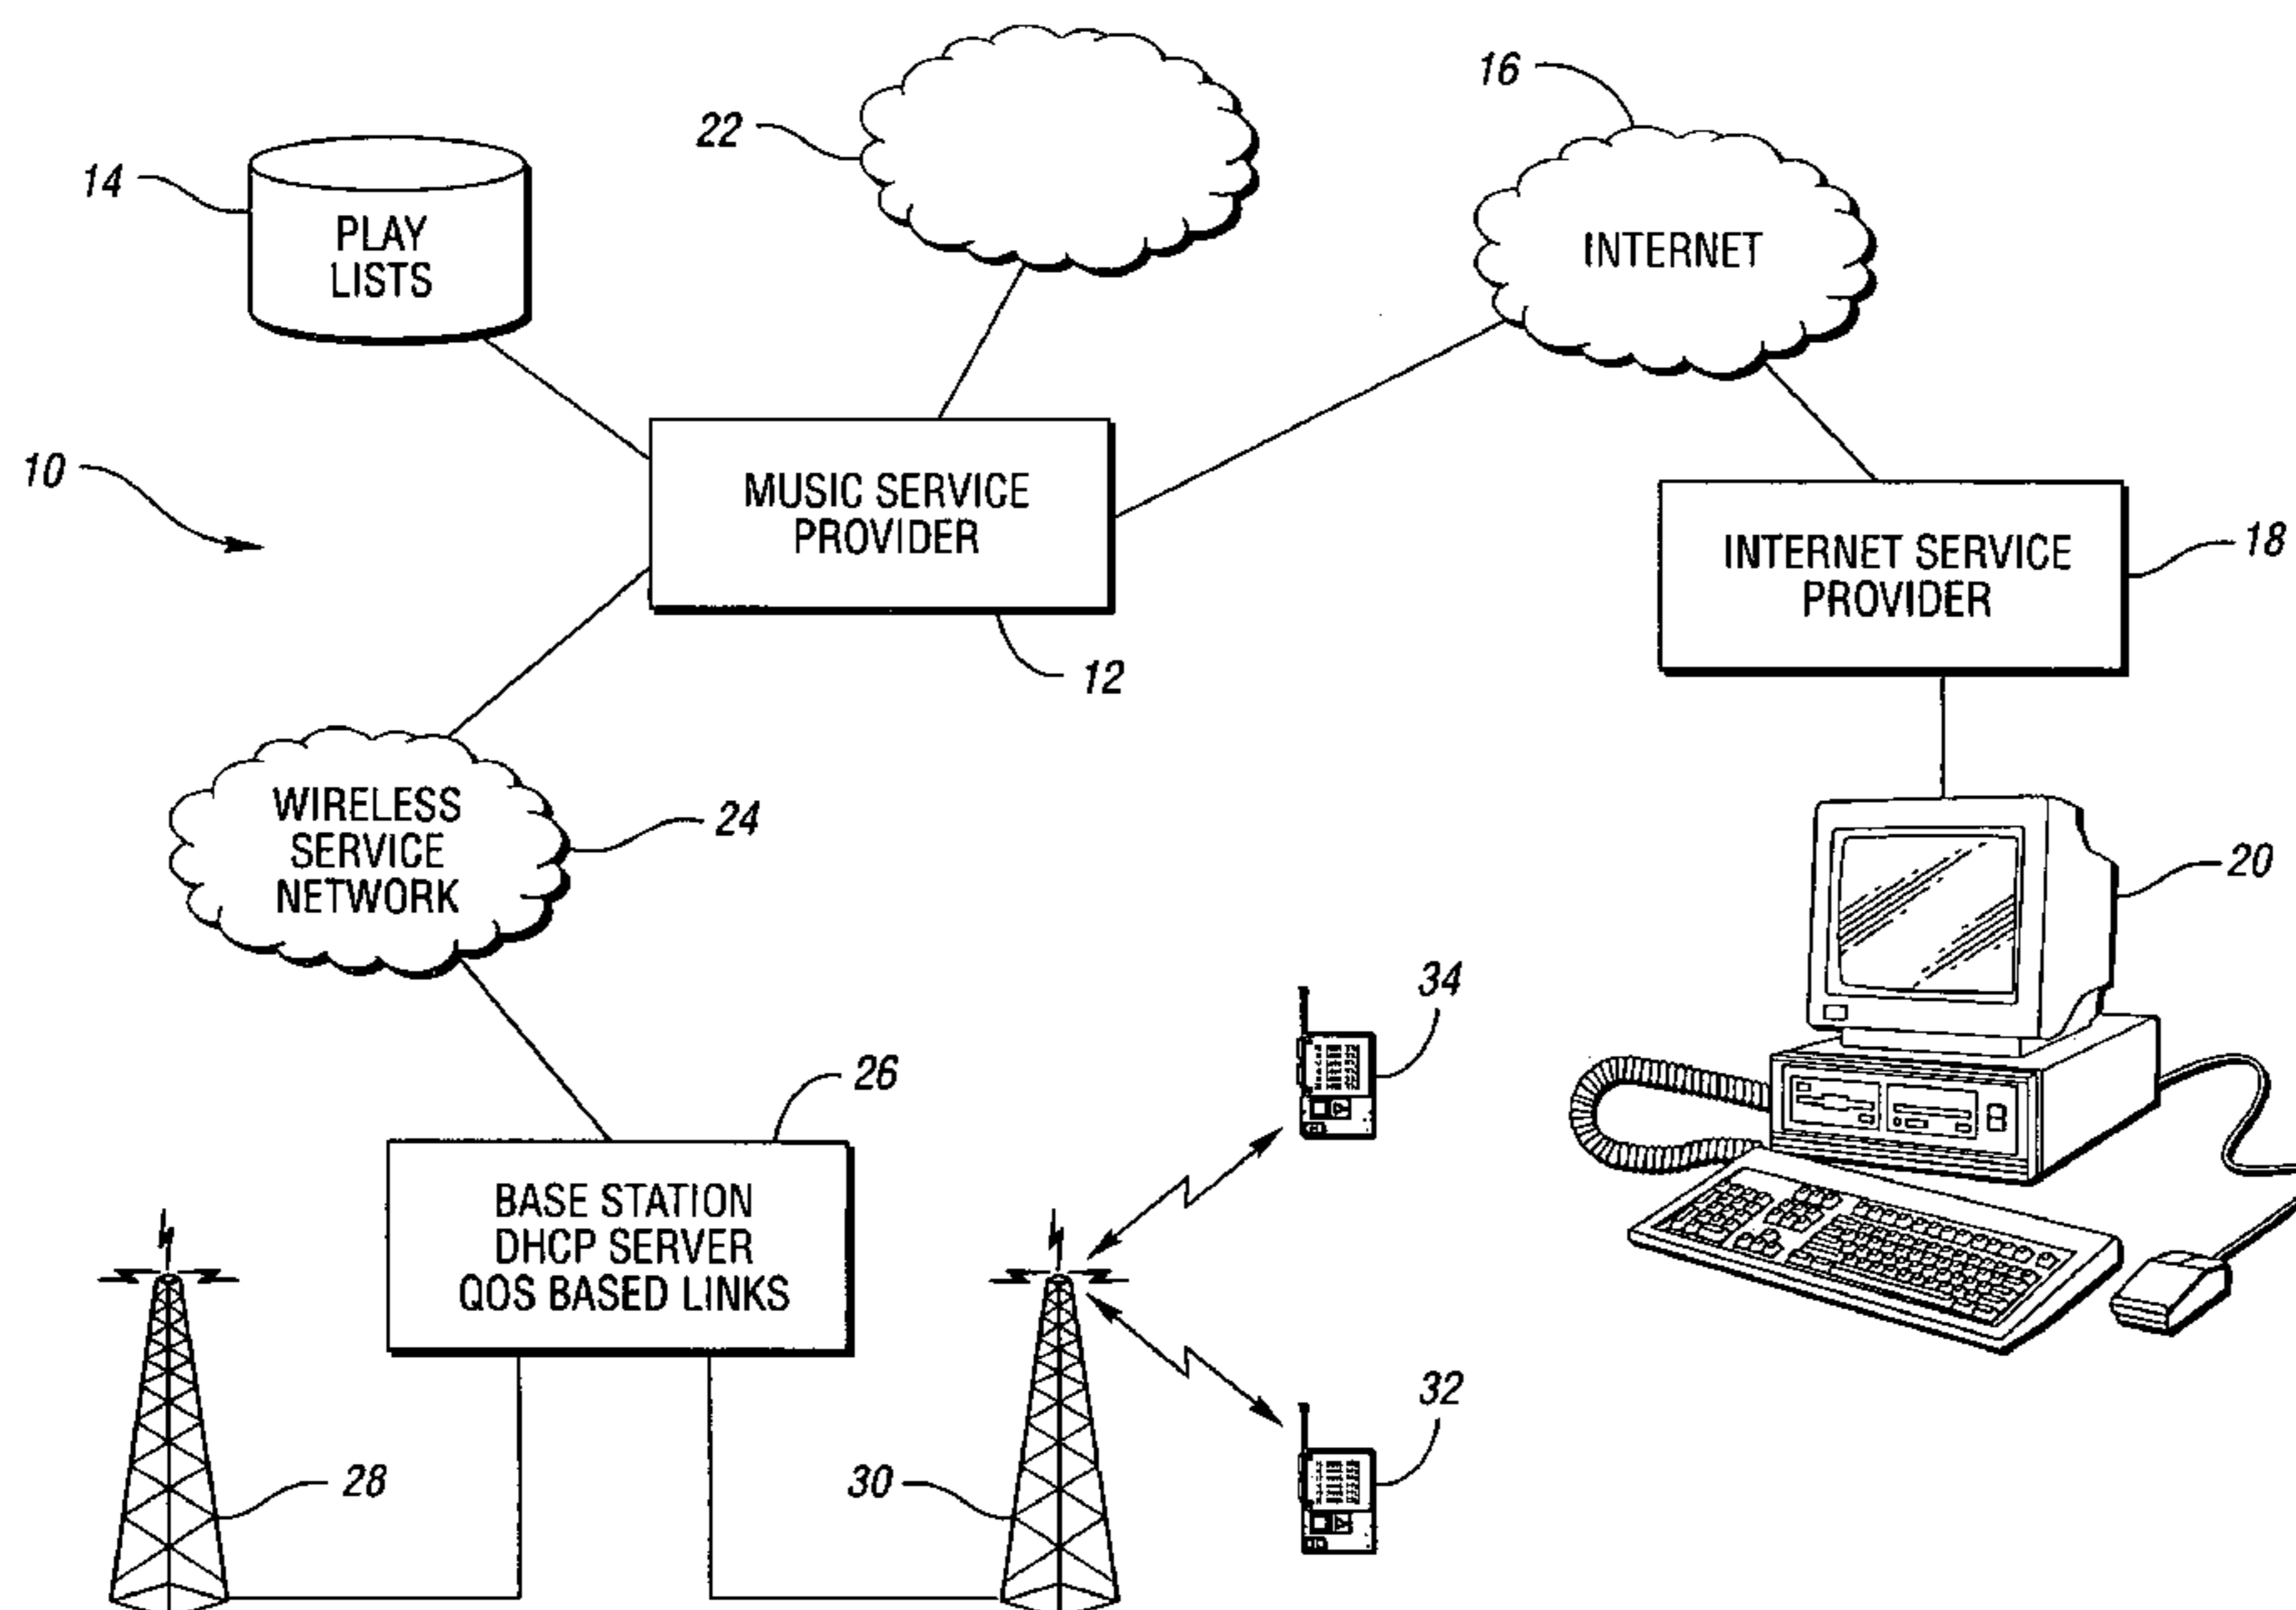 16
22
14
PLAY
LISTS
INTERNET
10
MUSIC SERVICE
PROVIDER
INTERNET SERVICE
PROVIDER
18
12
WIRELESS
SERVICE
NETWORK
24
20
34
26
BASE STATION
DHCP SERVER
QOS BASED LINKS
32
28
30